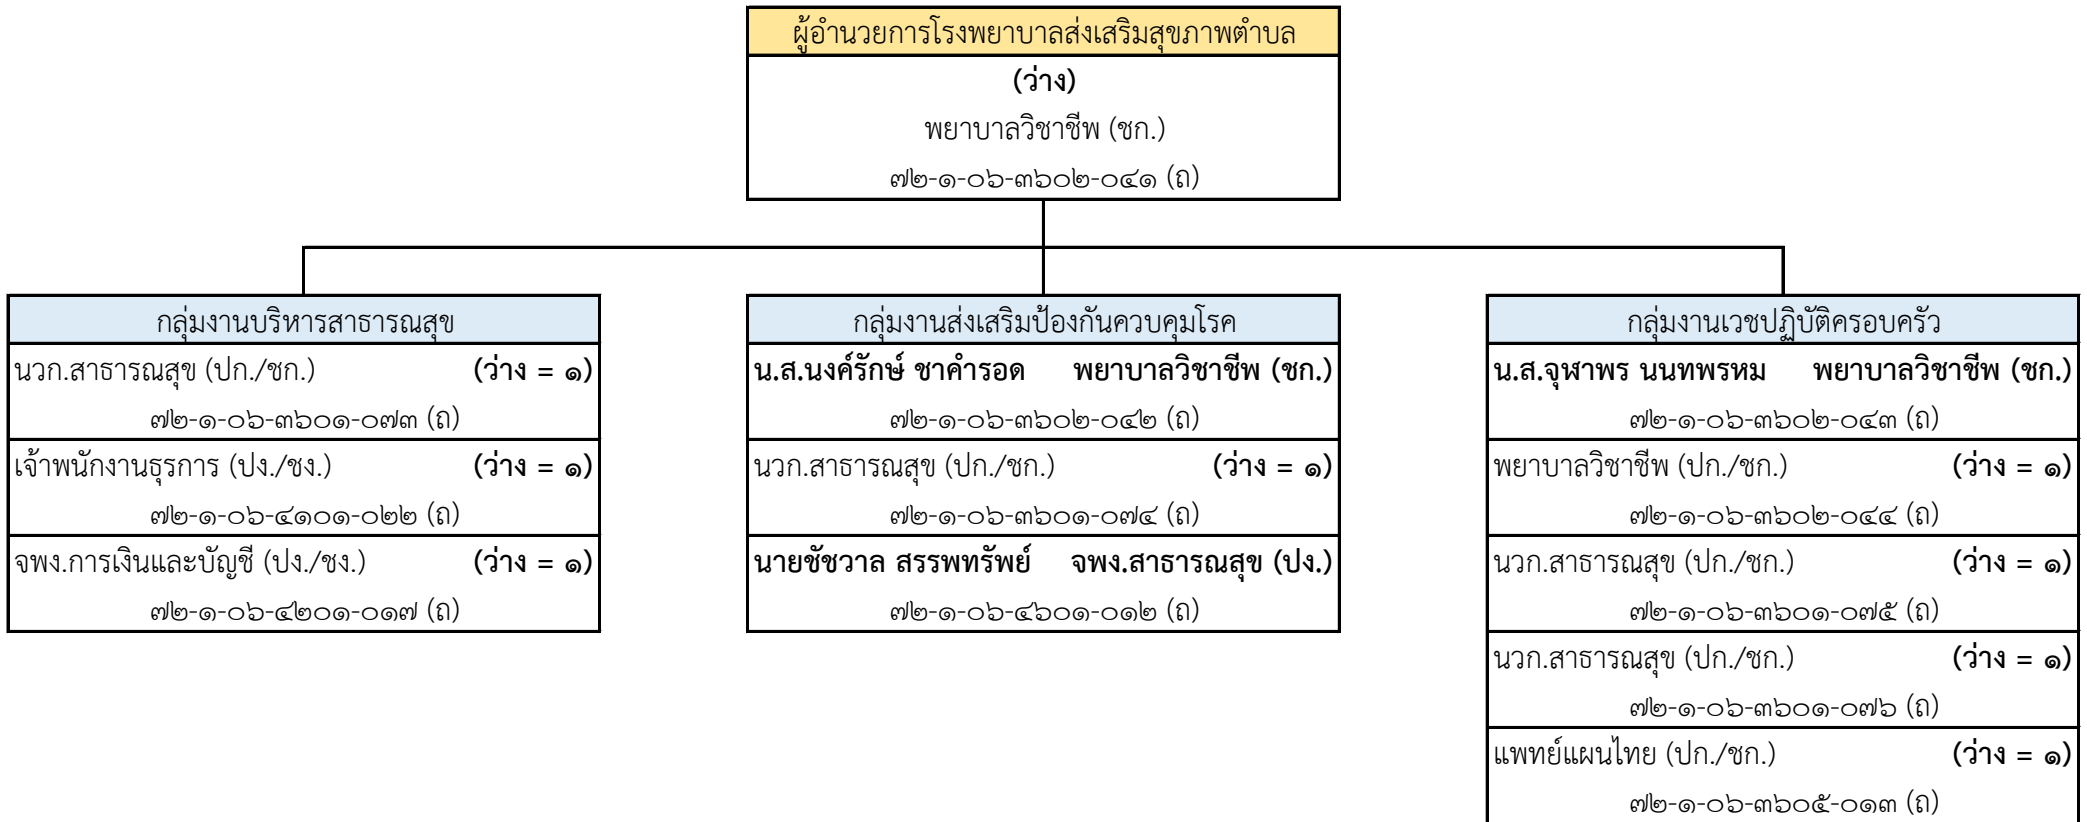 ผู้อำนวยการโรงพยาบาลส่งเสริมสุขภาพตำบล
(ว่าง)
พยาบาลวิชาชีพ (ชก.)
๗๒-๑-๐๖-๓๖๐๒-๐๔๑ (ถ)
กลุ่มงานบริหารสาธารณสุข
นวก.สาธารณสุข (ปก./ชก.) (ว่าง = ๑)
๗๒-๑-๐๖-๓๖๐๑-๐๗๓ (ถ)
เจ้าพนักงานธุรการ (ปง./ชง.) (ว่าง = ๑)
๗๒-๑-๐๖-๔๑๐๑-๐๒๒ (ถ)
จพง.การเงินและบัญชี (ปง./ชง.) (ว่าง = ๑)
๗๒-๑-๐๖-๔๒๐๑-๐๑๗ (ถ)
กลุ่มงานส่งเสริมป้องกันควบคุมโรค
น.ส.นงค์รักษ์ ชาคำรอด พยาบาลวิชาชีพ (ชก.)
๗๒-๑-๐๖-๓๖๐๒-๐๔๒ (ถ)
นวก.สาธารณสุข (ปก./ชก.) (ว่าง = ๑)
๗๒-๑-๐๖-๓๖๐๑-๐๗๔ (ถ)
นายชัชวาล สรรพทรัพย์ จพง.สาธารณสุข (ปง.)
๗๒-๑-๐๖-๔๖๐๑-๐๑๒ (ถ)
กลุ่มงานเวชปฏิบัติครอบครัว
น.ส.จุฬาพร นนทพรหม พยาบาลวิชาชีพ (ชก.)
๗๒-๑-๐๖-๓๖๐๒-๐๔๓ (ถ)
พยาบาลวิชาชีพ (ปก./ชก.) (ว่าง = ๑)
๗๒-๑-๐๖-๓๖๐๒-๐๔๔ (ถ)
นวก.สาธารณสุข (ปก./ชก.) (ว่าง = ๑)
๗๒-๑-๐๖-๓๖๐๑-๐๗๕ (ถ)
นวก.สาธารณสุข (ปก./ชก.) (ว่าง = ๑)
๗๒-๑-๐๖-๓๖๐๑-๐๗๖ (ถ)
แพทย์แผนไทย (ปก./ชก.) (ว่าง = ๑)
๗๒-๑-๐๖-๓๖๐๕-๐๑๓ (ถ)